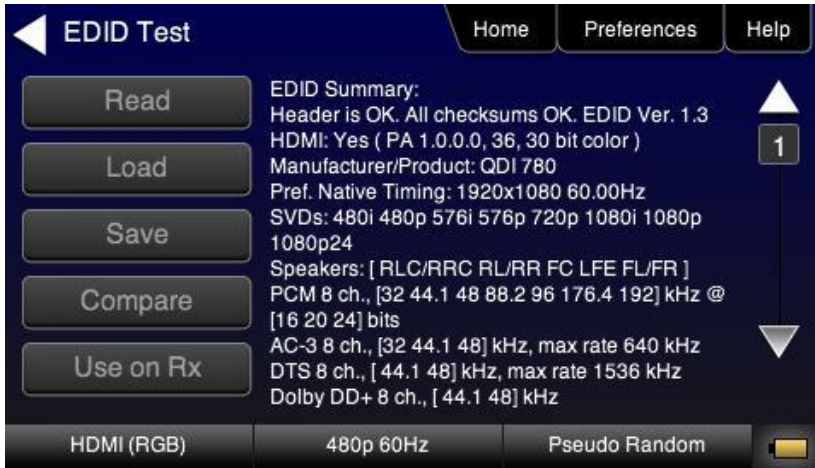 EDID Test
Home
Preferences
Help
Read
Load
Save
Compare
Use on Rx
EDID Summary:
Header is OK. All checksums OK. EDID Ver. 1.3
HDMI: Yes ( PA 1.0.0.0, 36, 30 bit color )
Manufacturer/Product: QDI 780
Pref. Native Timing: 1920x1080 60.00Hz
SVDs: 480i 480p 576i 576p 720p 1080i 1080p
1080p24
Speakers: [ RLC/RRC RL/RR FC LFE FL/FR ]
PCM 8 ch., [32 44.1 48 88.2 96 176.4 192] kHz @
[16 20 24] bits
AC-3 8 ch., [32 44.1 48] kHz, max rate 640 kHz
DTS 8 ch., [ 44.1 48] kHz, max rate 1536 kHz
Dolby DD+ 8 ch., [ 44.1 48] kHz
1
HDMI (RGB)
480p 60Hz
Pseudo Random